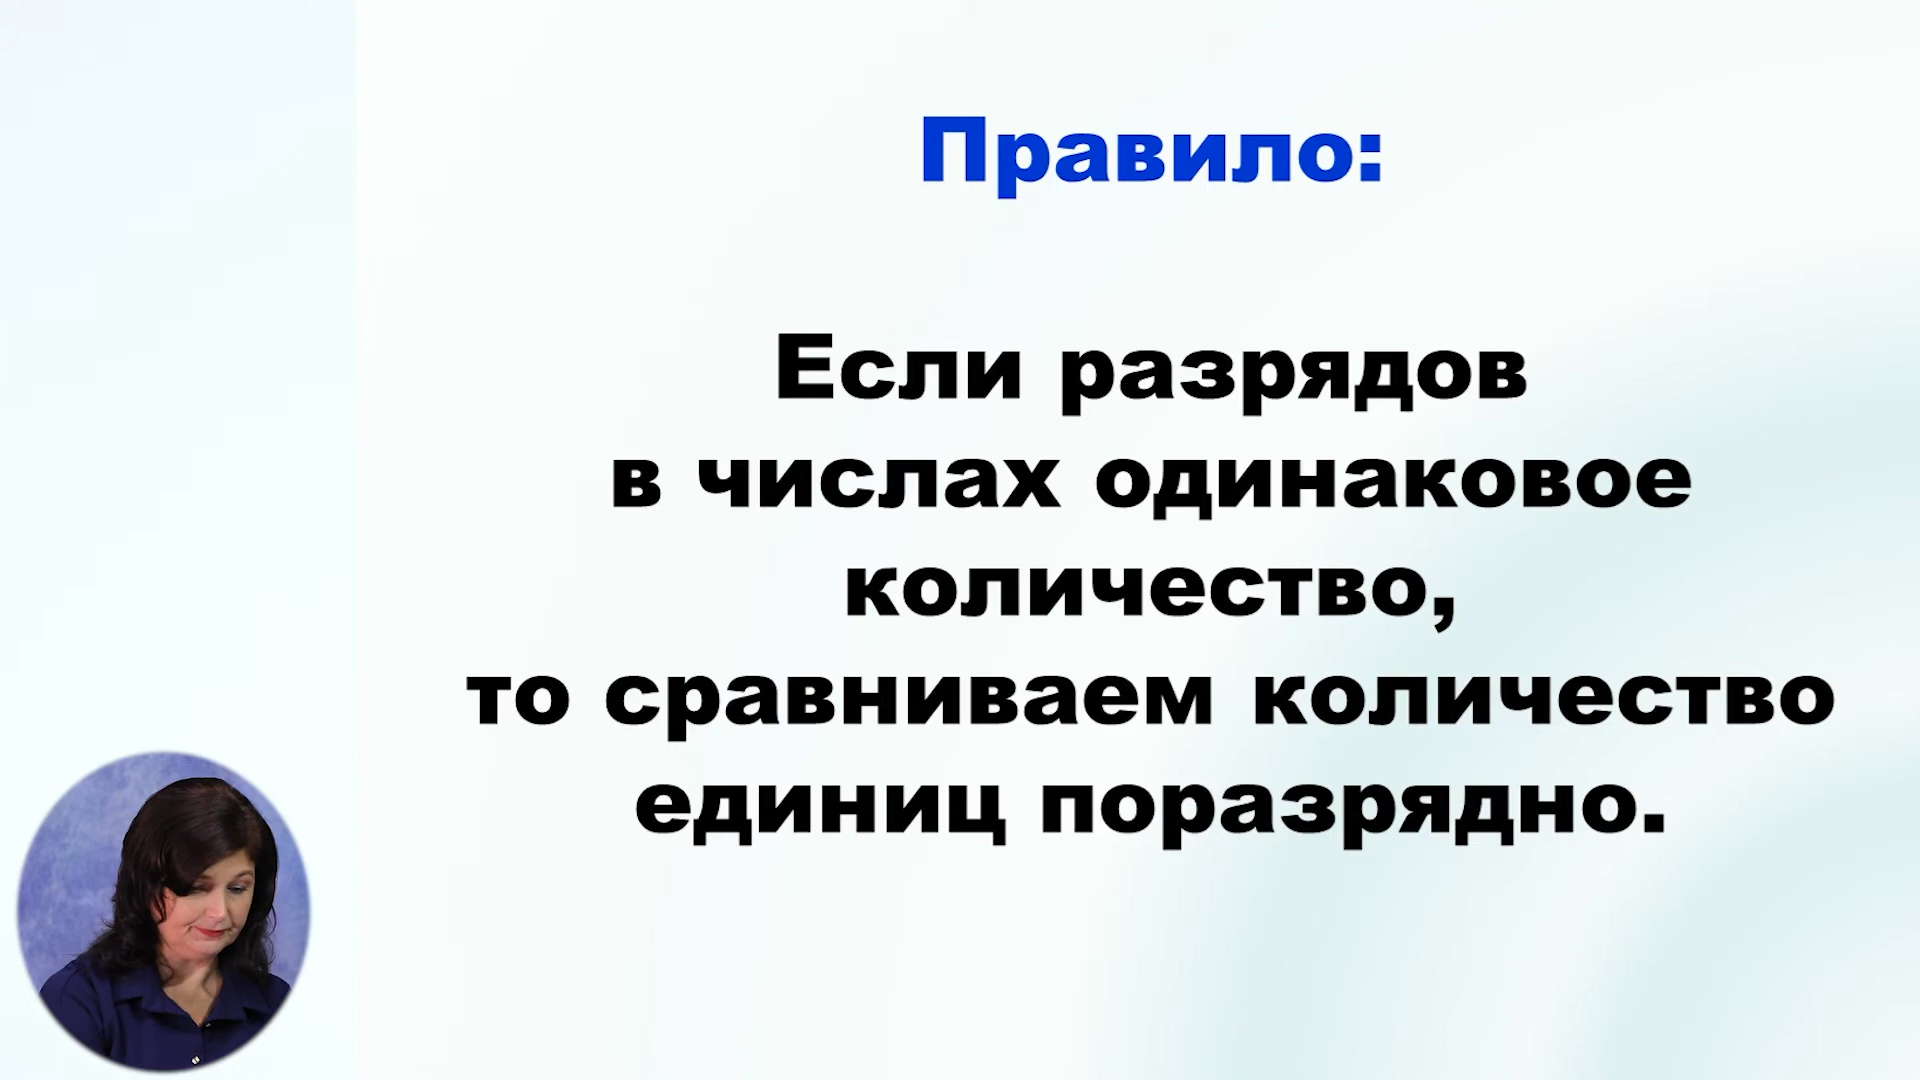 Правило:
Если разрядов
в числах одинаковое
количество,
то сравниваем количество
единиц поразрядно.